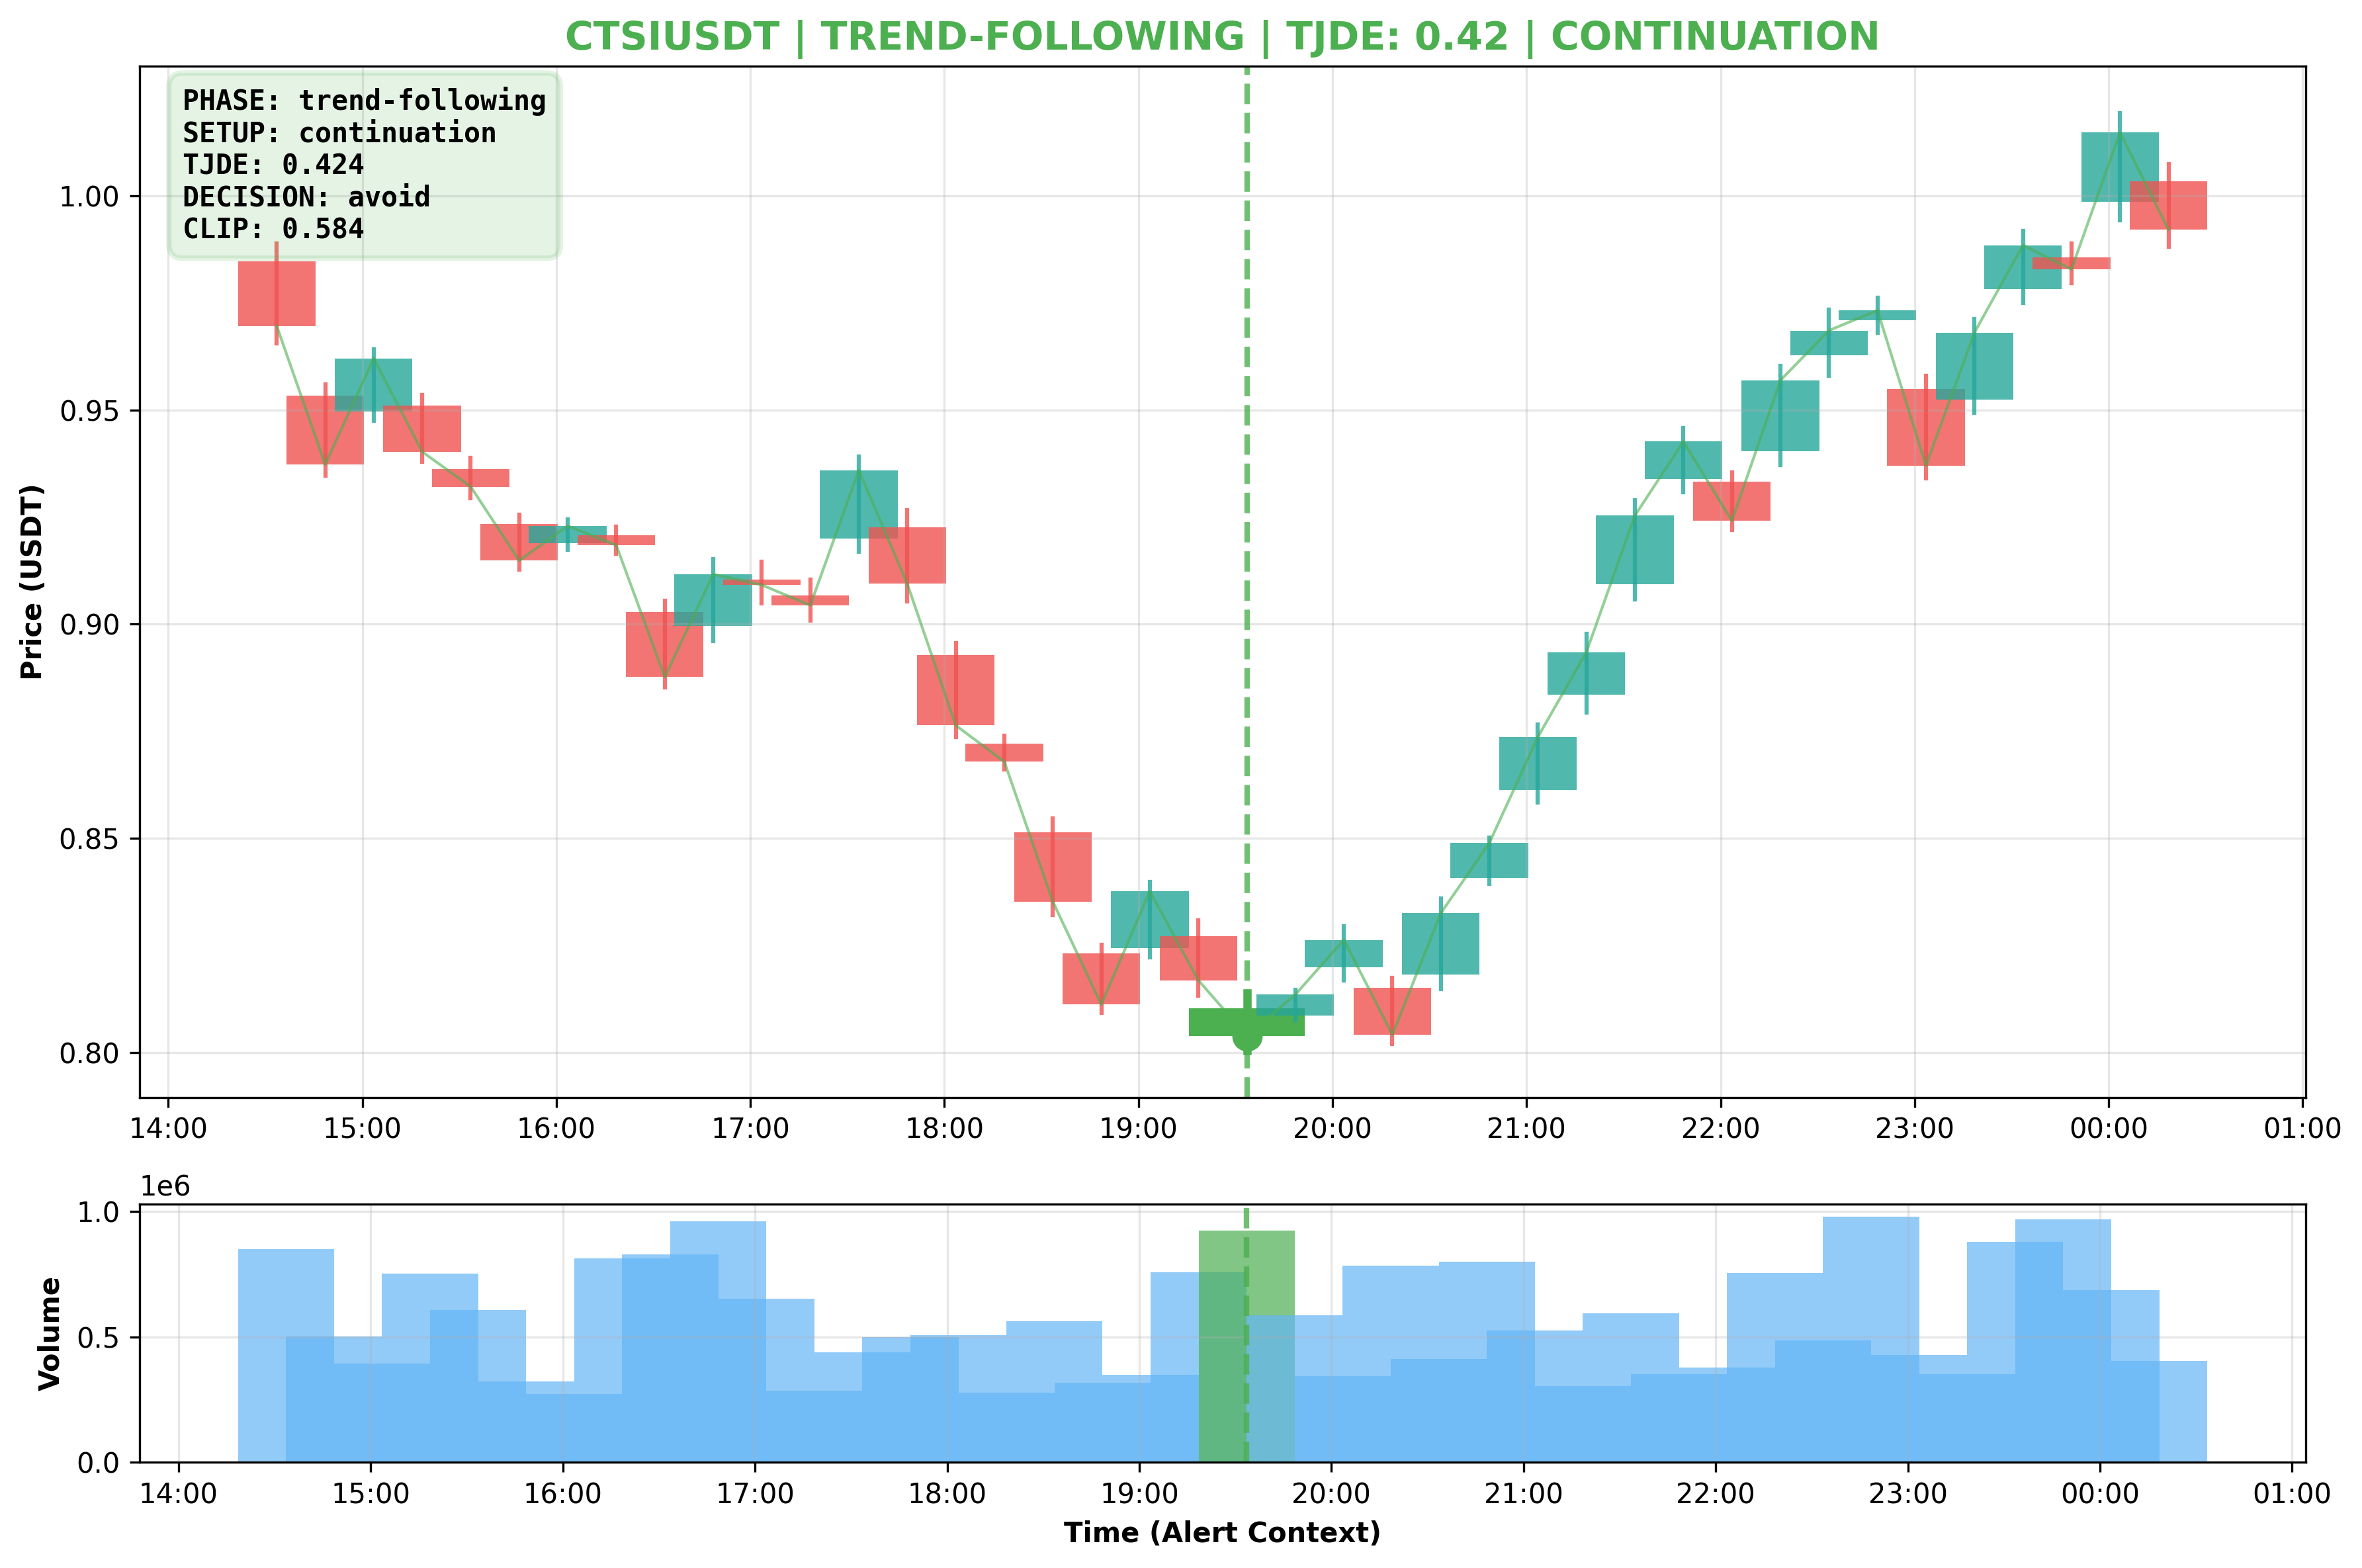 CTSIUSDT | TREND-FOLLOWING | TJDE: 0.42 | CONTINUATION
PHASE: trend-following
SETUP: continuation
TJDE: 0.424
DECISION: avoid
CLIP: 0.584
Price (USDT)
1.00
0.95
0.90
0.85
0.80
14:00 15:00 16:00 17:00 18:00 19:00 20:00 21:00 22:00 23:00 00:00 01:00
1e6
Volume
1.0
0.5
0.0
14:00 15:00 16:00 17:00 18:00 19:00 20:00 21:00 22:00 23:00 00:00 01:00
Time (Alert Context)